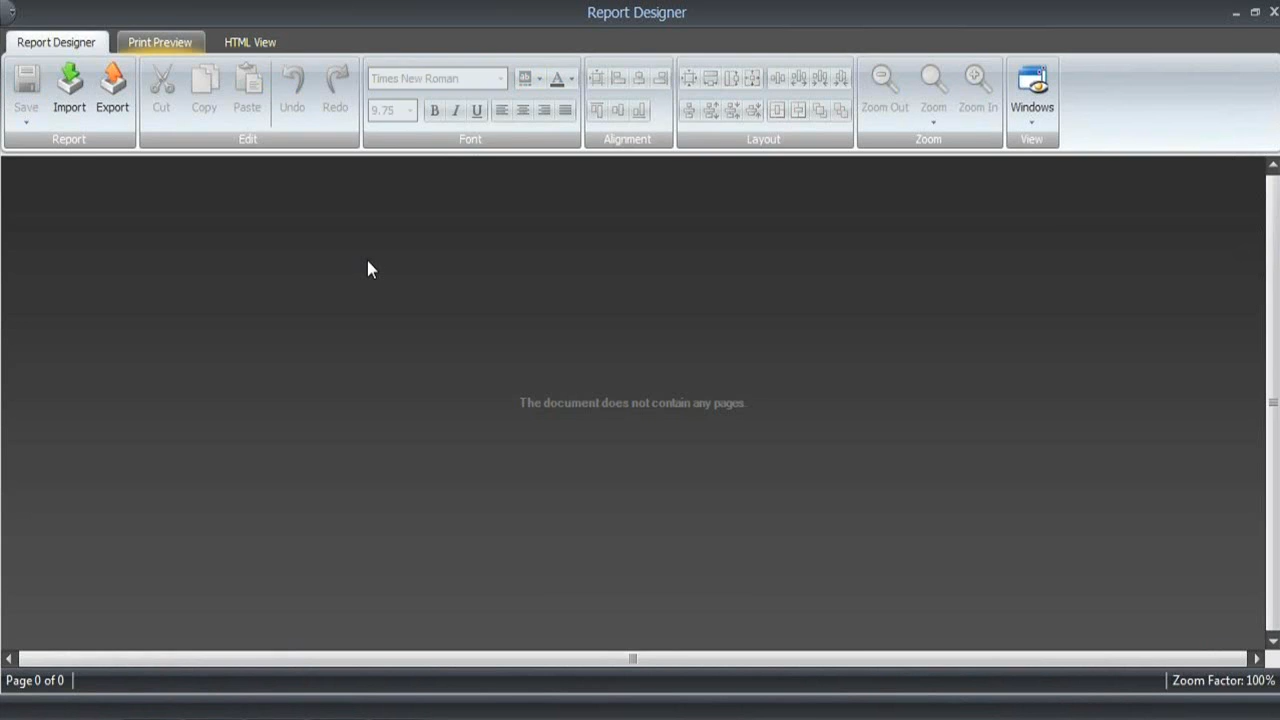 Report Designer
Report Designer Print Preview HTML View
Save Import Export Cut Copy Paste Undo Redo Times New Roman 9.75 B I U A Zoom Out Zoom Zoom In Windows
Report Edit Font Alignment Layout Zoom View
The document does not contain any pages.
Page 0 of 0 Zoom Factor: 100%